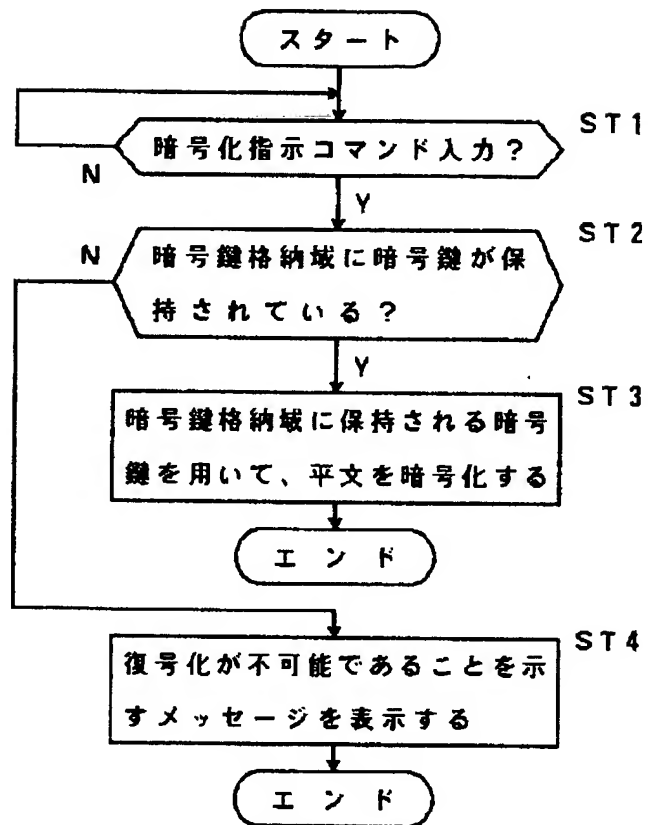 スタート
ST1
暗号化指示コマンド入力？
N
Y
ST2
N
暗号鍵格納域に暗号鍵が保
持されている？
Y
ST3
暗号鍵格納域に保持される暗号
鍵を用いて、平文を暗号化する
エンド
ST4
復号化が不可能であることを示
すメッセージを表示する
エンド